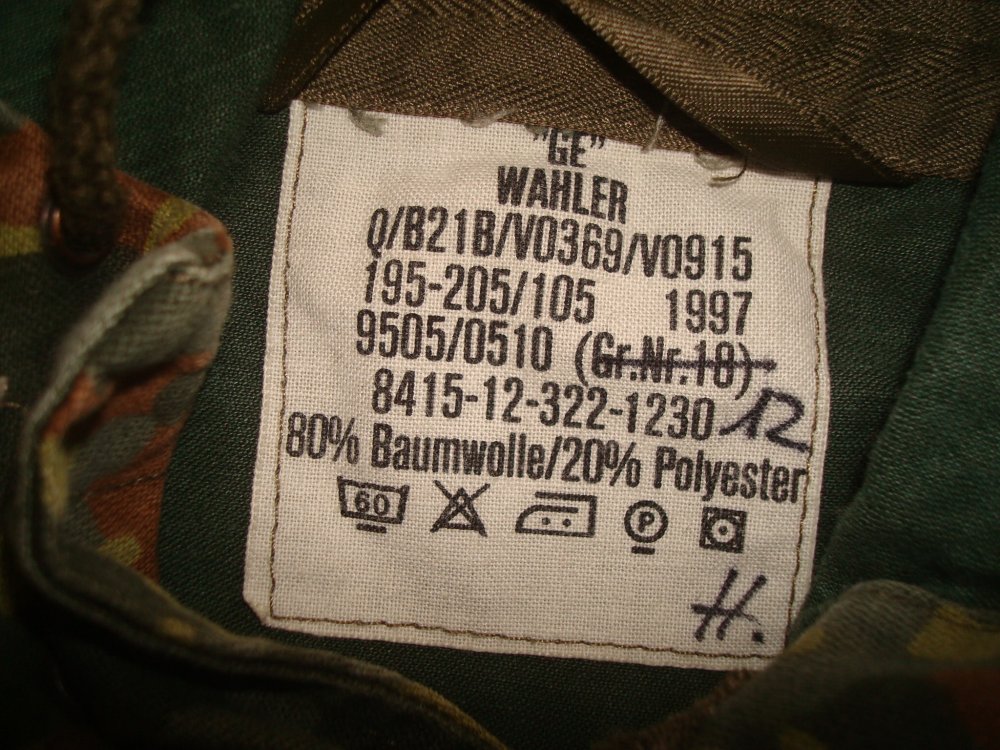 "GE"
WAHLER
Q/B21B/V0369/V0915
195-205/105 1997
9505/0510 (Gr.Nr.18)
8415-12-322-1230 12
80% Baumwolle/20% Polyester
60 P
H.